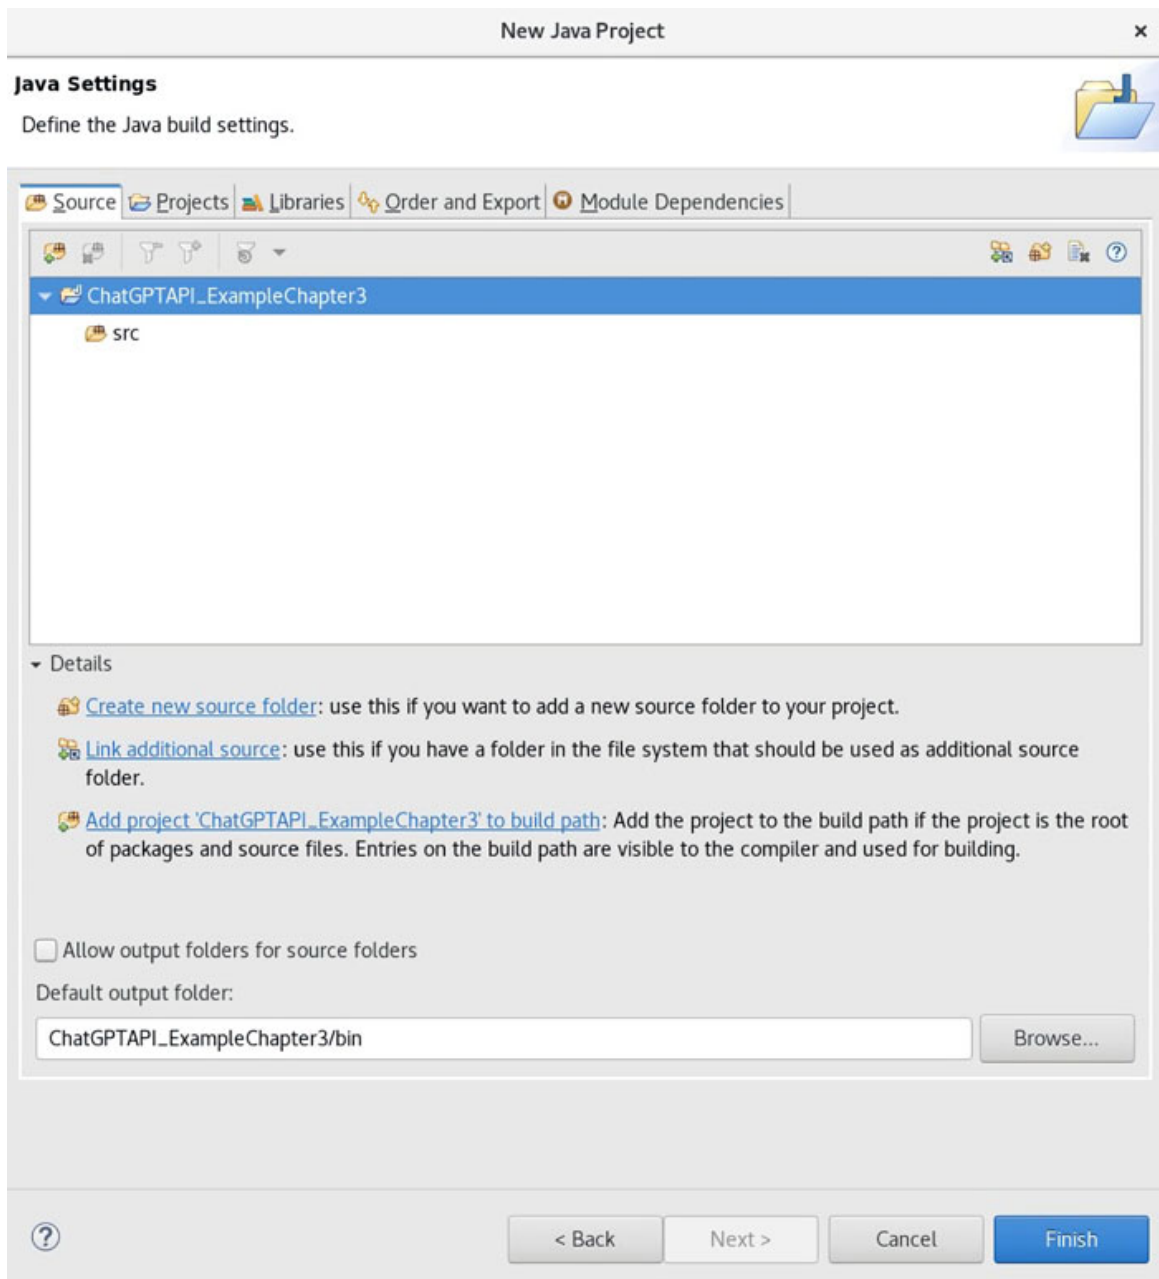 New Java Project
Java Settings
Define the Java build settings.
Source Projects Libraries Order and Export Module Dependencies
ChatGPTAPI_ExampleChapter3
src
Details
Create new source folder: use this if you want to add a new source folder to your project.
Link additional source: use this if you have a folder in the file system that should be used as additional source
folder.
Add project 'ChatGPTAPI_ExampleChapter3' to build path: Add the project to the build path if the project is the root
of packages and source files. Entries on the build path are visible to the compiler and used for building.
Allow output folders for source folders
Default output folder:
ChatGPTAPI_ExampleChapter3/bin Browse...
< Back Next > Cancel Finish